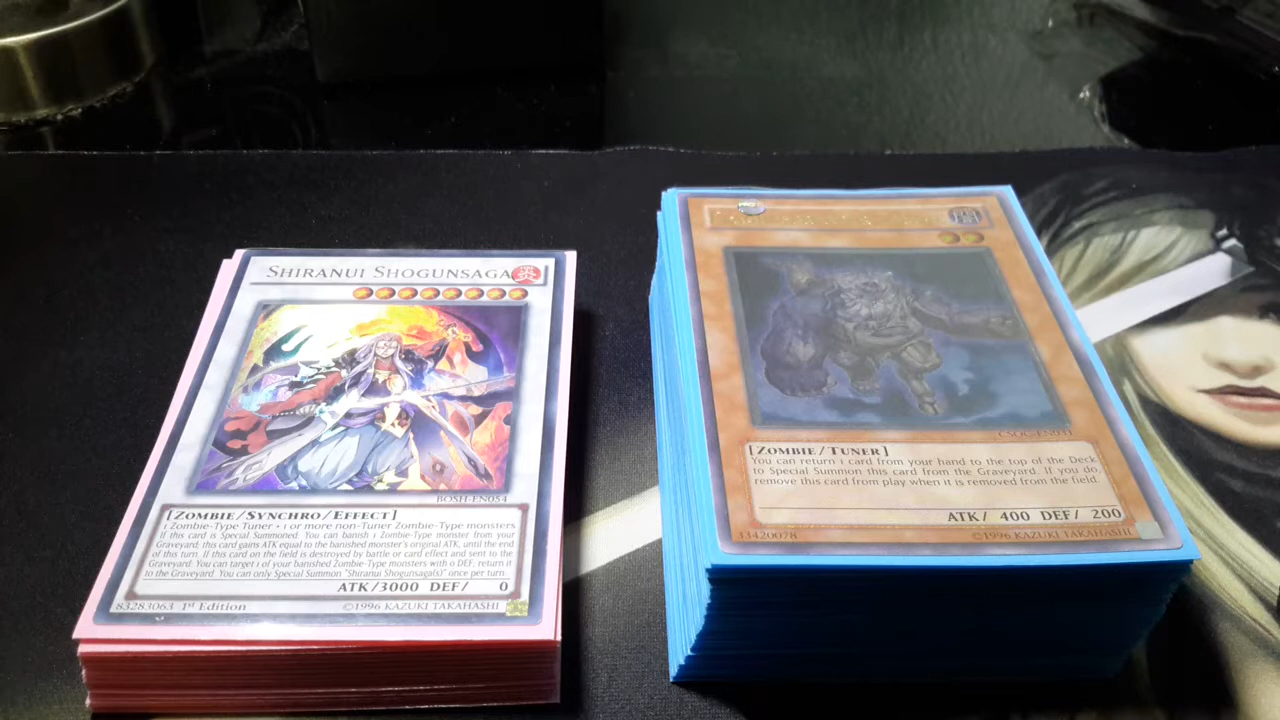 SHIRANUI SHOGUNSAGA
炎
BOSH-EN054
[ZOMBIE/SYNCHRO/EFFECT]
1 Zombie-Type Tuner + 1 or more non-Tuner Zombie-Type monsters
If this card is Special Summoned: You can banish 1 Zombie-Type monster from your
Graveyard; this card gains ATK equal to the banished monster's original ATK, until the end
of this turn. If this card on the field is destroyed by battle or card effect and sent to the
Graveyard: You can target 1 of your banished Zombie-Type monsters with 0 DEF; return it
to the Graveyard. You can only Special Summon "Shiranui Shogunsaga(s)" once per turn.
ATK/3000 DEF/ 0
83283063 1st Edition ©1996 KAZUKI TAKAHASHI
CSOC-EN031
[ZOMBIE/TUNER]
You can return 1 card from your hand to the top of the Deck
to Special Summon this card from the Graveyard. If you do,
remove this card from play when it is removed from the field.
ATK/ 400 DEF/ 200
33420078 ©1996 KAZUKI TAKAHASHI